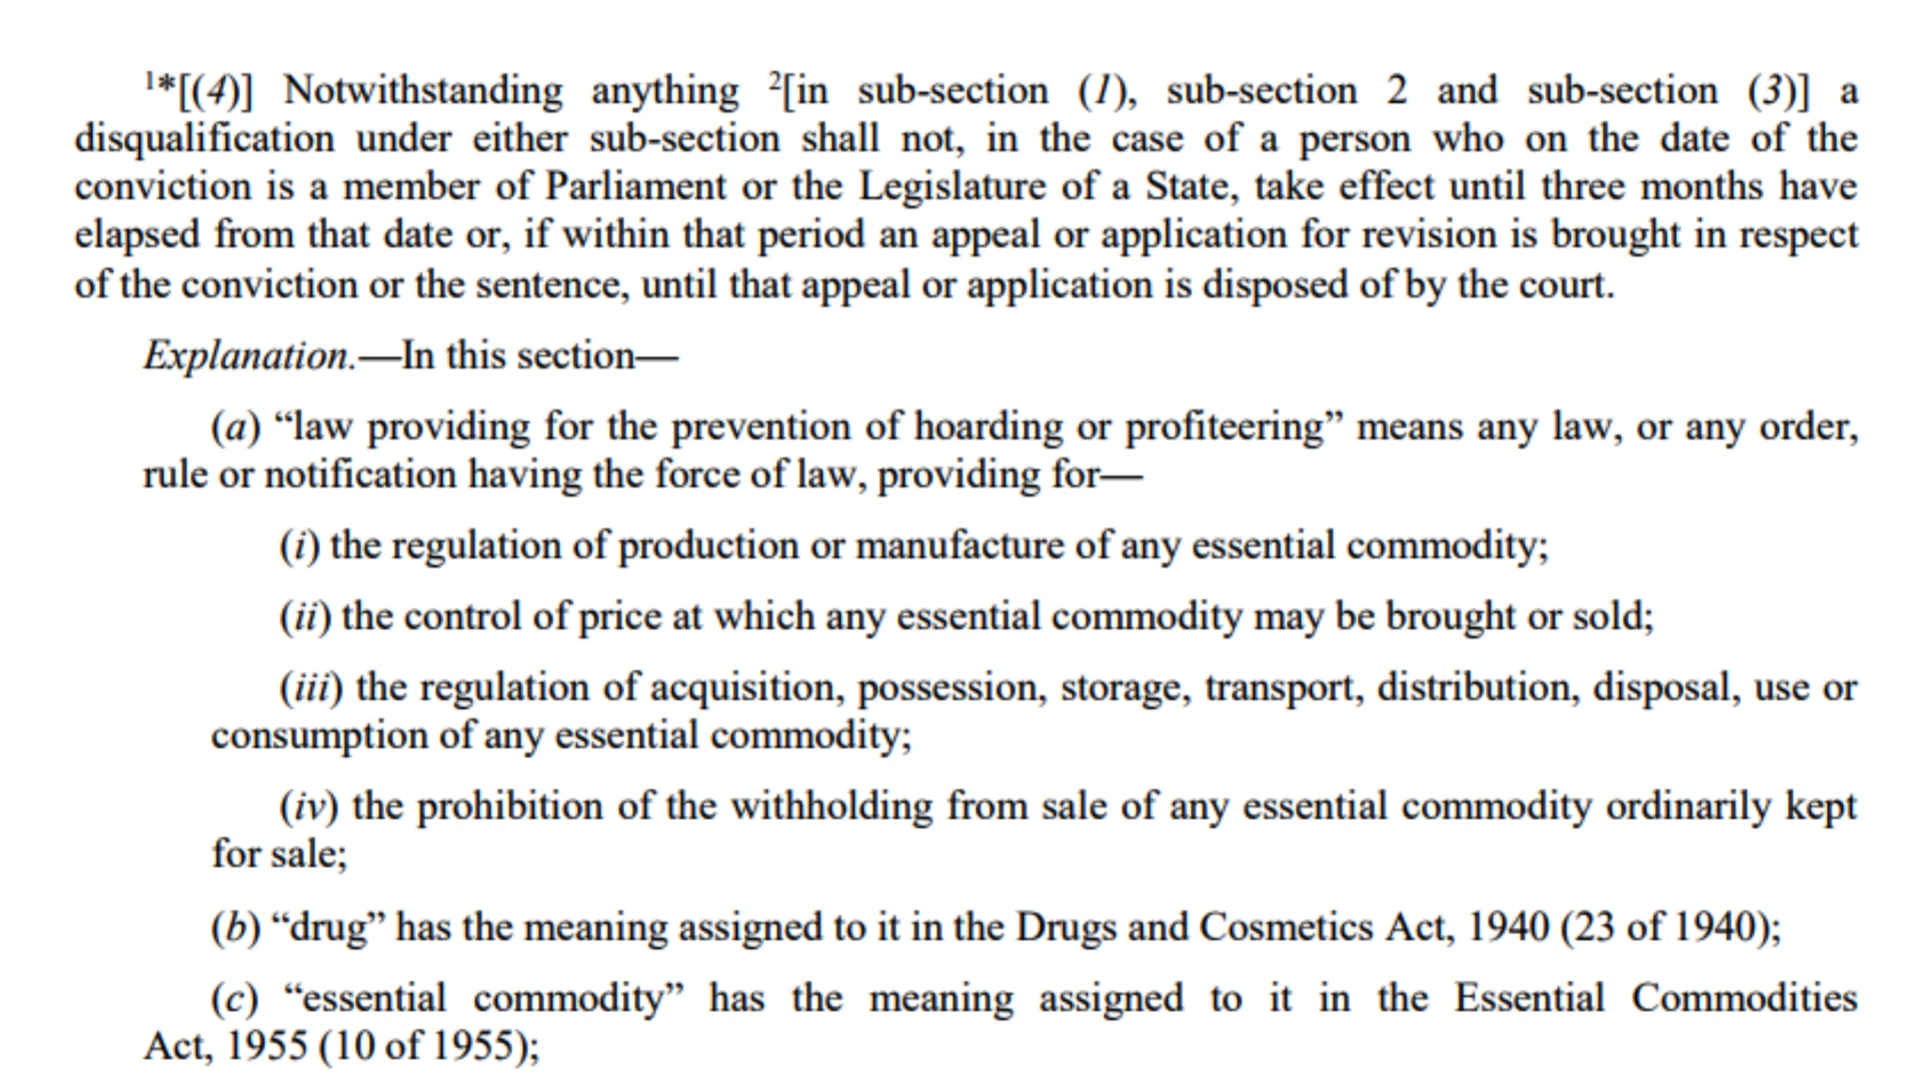 1*[(4)] Notwithstanding anything 2[in sub-section (1), sub-section 2 and sub-section (3)] a
disqualification under either sub-section shall not, in the case of a person who on the date of the
conviction is a member of Parliament or the Legislature of a State, take effect until three months have
elapsed from that date or, if within that period an appeal or application for revision is brought in respect
of the conviction or the sentence, until that appeal or application is disposed of by the court.
Explanation.—In this section—
(a) “law providing for the prevention of hoarding or profiteering” means any law, or any order,
rule or notification having the force of law, providing for—
(i) the regulation of production or manufacture of any essential commodity;
(ii) the control of price at which any essential commodity may be brought or sold;
(iii) the regulation of acquisition, possession, storage, transport, distribution, disposal, use or
consumption of any essential commodity;
(iv) the prohibition of the withholding from sale of any essential commodity ordinarily kept
for sale;
(b) “drug” has the meaning assigned to it in the Drugs and Cosmetics Act, 1940 (23 of 1940);
(c) “essential commodity” has the meaning assigned to it in the Essential Commodities
Act, 1955 (10 of 1955);